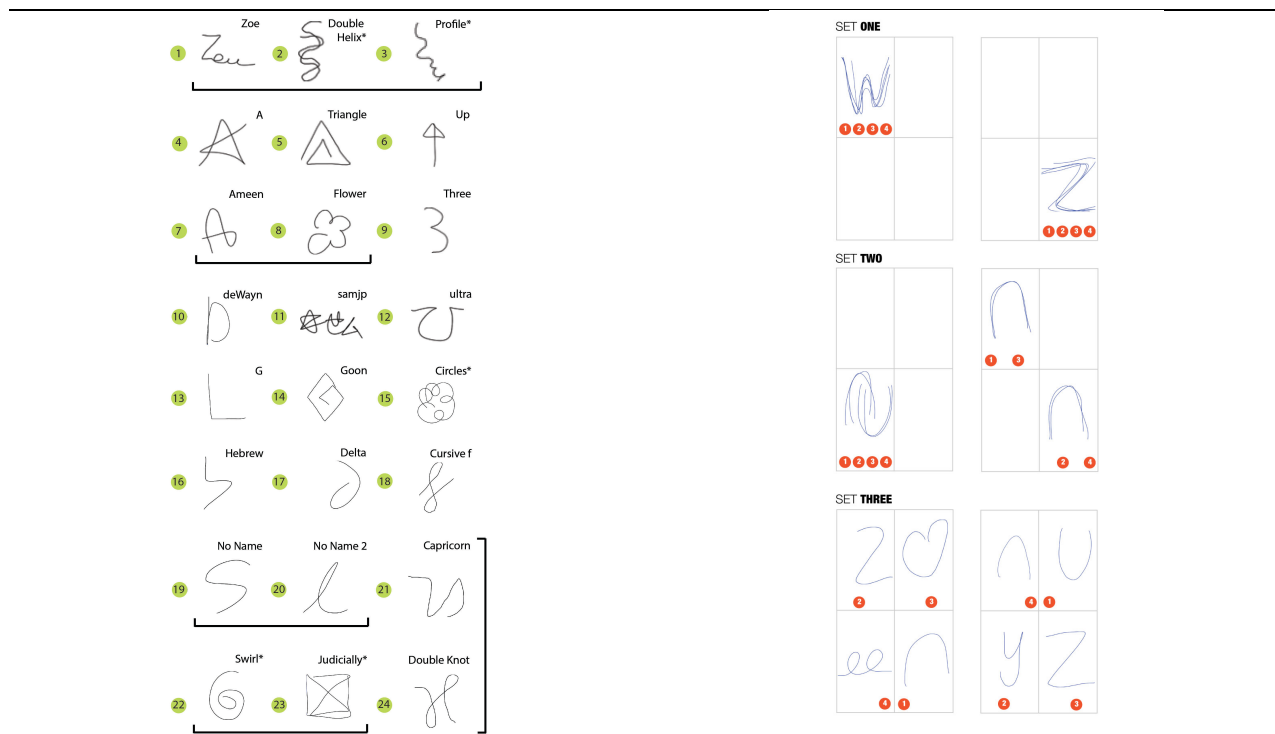 Zoe
Double
Helix*
Profile*
1
2
3
A
Triangle
Up
4
5
6
Ameen
Flower
Three
7
8
9
deWayn
samjp
ultra
10
11
12
G
Goon
Circles*
13
14
15
Hebrew
Delta
Cursive f
16
17
18
No Name
No Name 2
Capricorn
19
20
21
Swirl*
Judicially*
Double Knot
22
23
24
SET ONE
W
1 2 3 4
Z
1 2 3 4
SET TWO
1 3
1 2 3 4
2 4
SET THREE
2 3
4 1
4 1
2 3